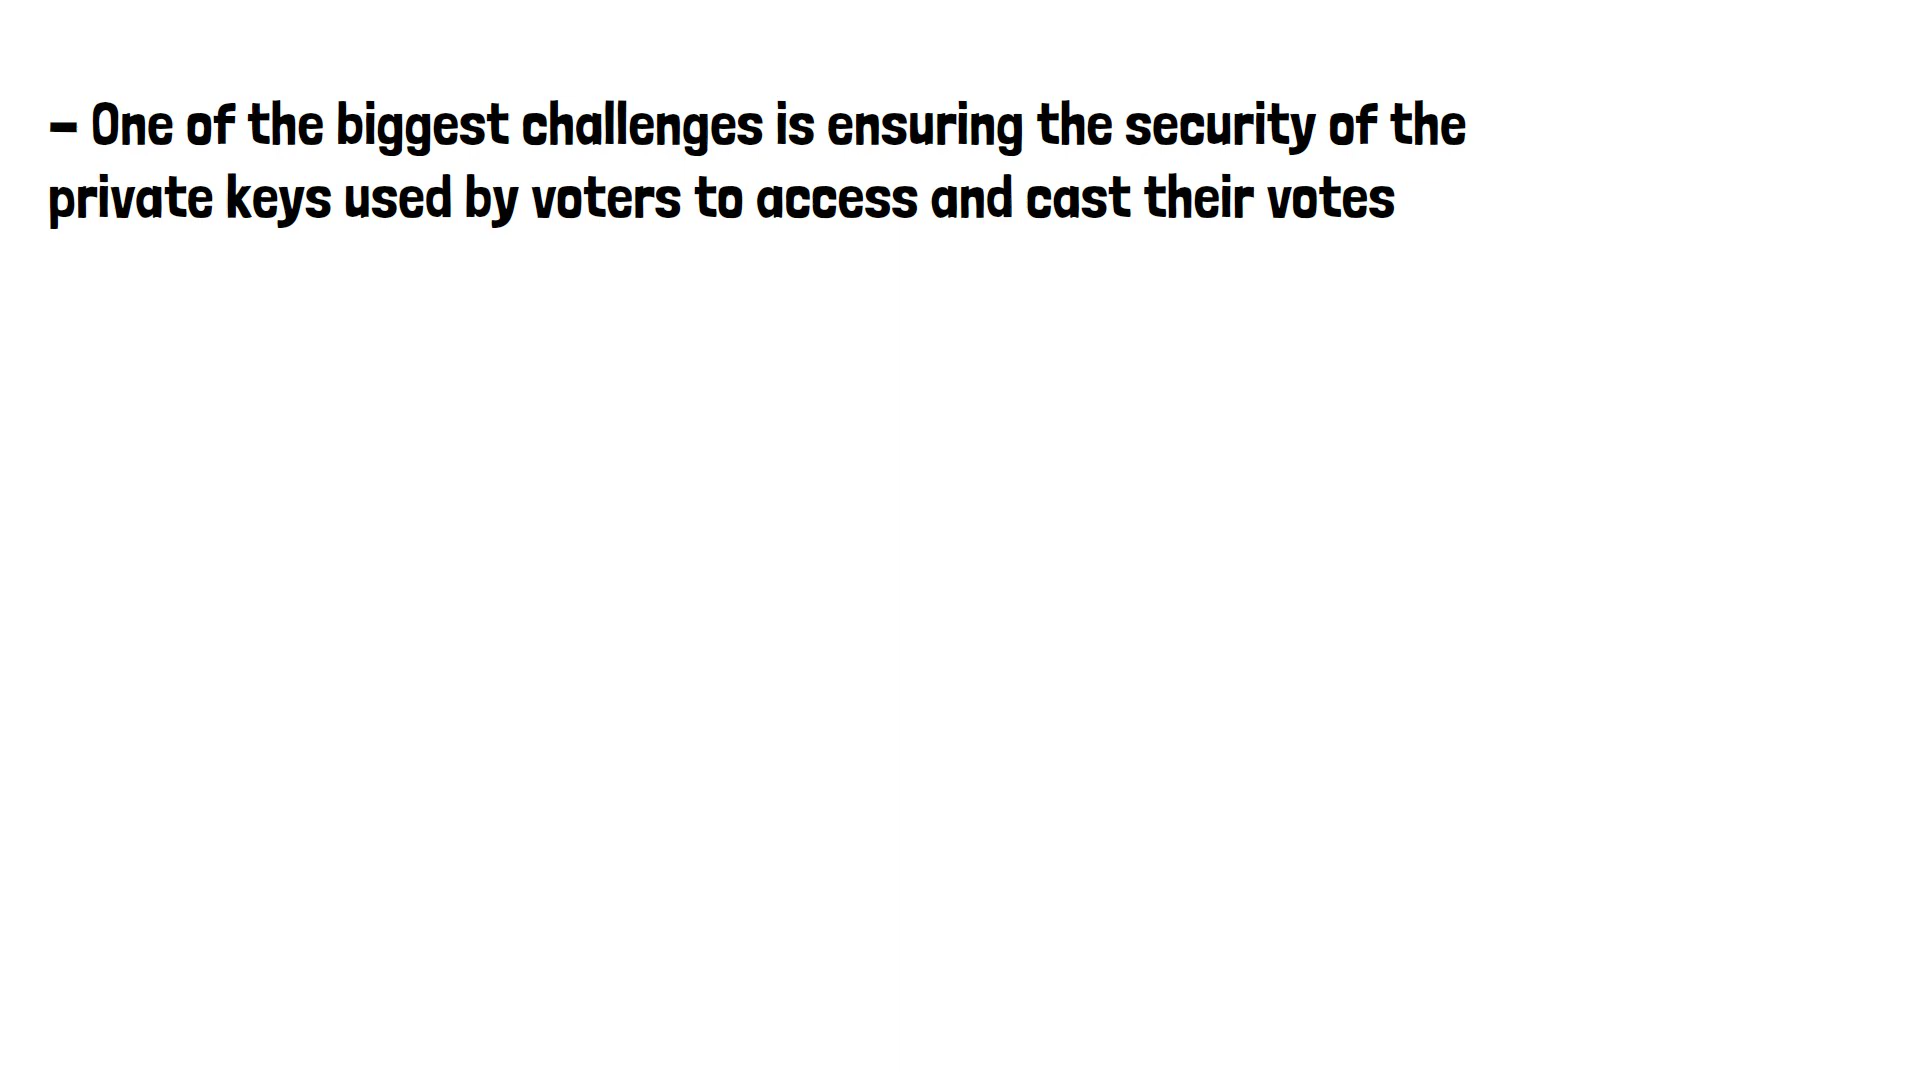 – One of the biggest challenges is ensuring the security of the
private keys used by voters to access and cast their votes